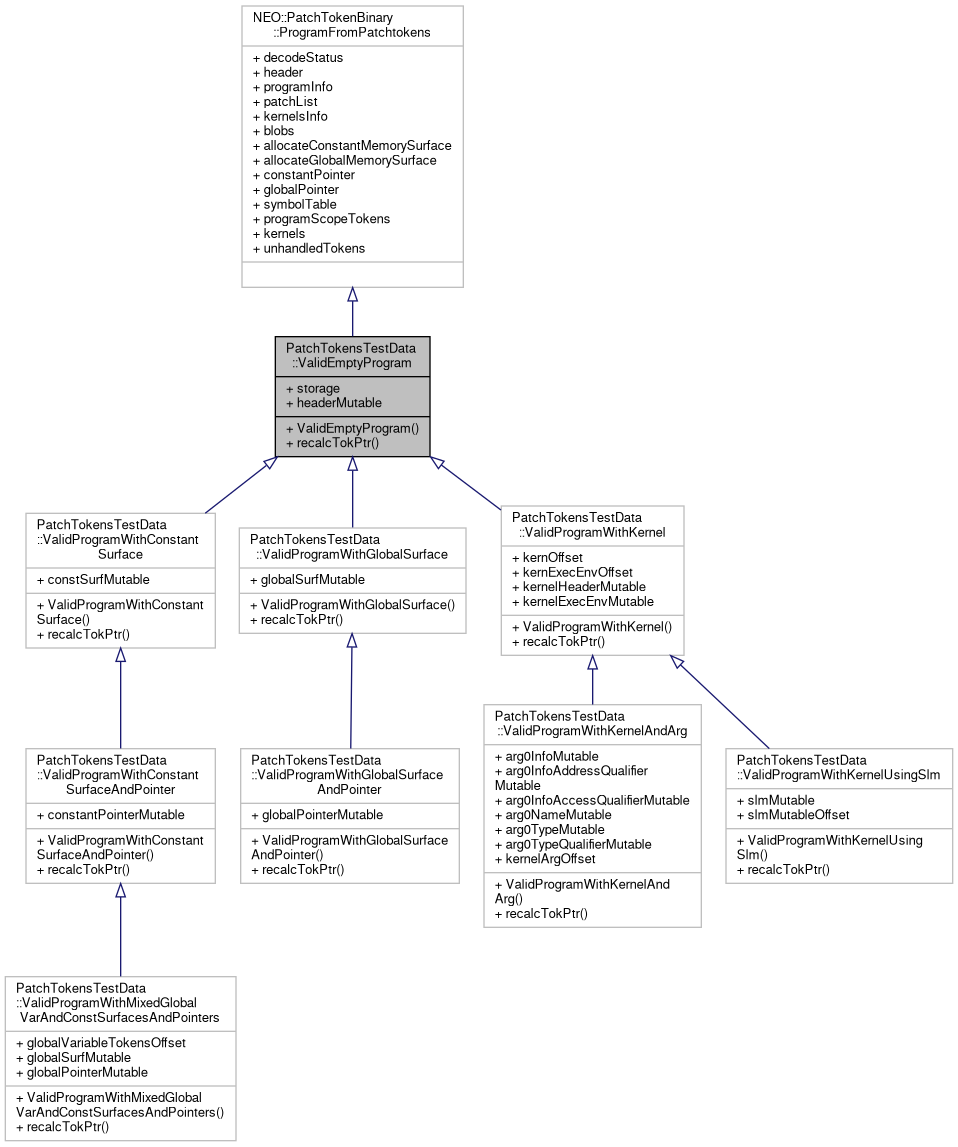 NEO::PatchTokenBinary
::ProgramFromPatchtokens
+ decodeStatus
+ header
+ programInfo
+ patchList
+ kernelsInfo
+ blobs
+ allocateConstantMemorySurface
+ allocateGlobalMemorySurface
+ constantPointer
+ globalPointer
+ symbolTable
+ programScopeTokens
+ kernels
+ unhandledTokens
PatchTokensTestData
::ValidEmptyProgram
+ storage
+ headerMutable
+ ValidEmptyProgram()
+ recalcTokPtr()
PatchTokensTestData
::ValidProgramWithConstant
Surface
+ constSurfMutable
+ ValidProgramWithConstant
Surface()
+ recalcTokPtr()
PatchTokensTestData
::ValidProgramWithGlobalSurface
+ globalSurfMutable
+ ValidProgramWithGlobalSurface()
+ recalcTokPtr()
PatchTokensTestData
::ValidProgramWithKernel
+ kernOffset
+ kernExecEnvOffset
+ kernelHeaderMutable
+ kernelExecEnvMutable
+ ValidProgramWithKernel()
+ recalcTokPtr()
PatchTokensTestData
::ValidProgramWithConstant
SurfaceAndPointer
+ constantPointerMutable
+ ValidProgramWithConstant
SurfaceAndPointer()
+ recalcTokPtr()
PatchTokensTestData
::ValidProgramWithGlobalSurface
AndPointer
+ globalPointerMutable
+ ValidProgramWithGlobalSurface
AndPointer()
+ recalcTokPtr()
PatchTokensTestData
::ValidProgramWithKernelAndArg
+ arg0InfoMutable
+ arg0InfoAddressQualifier
Mutable
+ arg0InfoAccessQualifierMutable
+ arg0NameMutable
+ arg0TypeMutable
+ arg0TypeQualifierMutable
+ kernelArgOffset
+ ValidProgramWithKernelAnd
Arg()
+ recalcTokPtr()
PatchTokensTestData
::ValidProgramWithKernelUsingSlm
+ slmMutable
+ slmMutableOffset
+ ValidProgramWithKernelUsing
Slm()
+ recalcTokPtr()
PatchTokensTestData
::ValidProgramWithMixedGlobal
VarAndConstSurfacesAndPointers
+ globalVariableTokensOffset
+ globalSurfMutable
+ globalPointerMutable
+ ValidProgramWithMixedGlobal
VarAndConstSurfacesAndPointers()
+ recalcTokPtr()